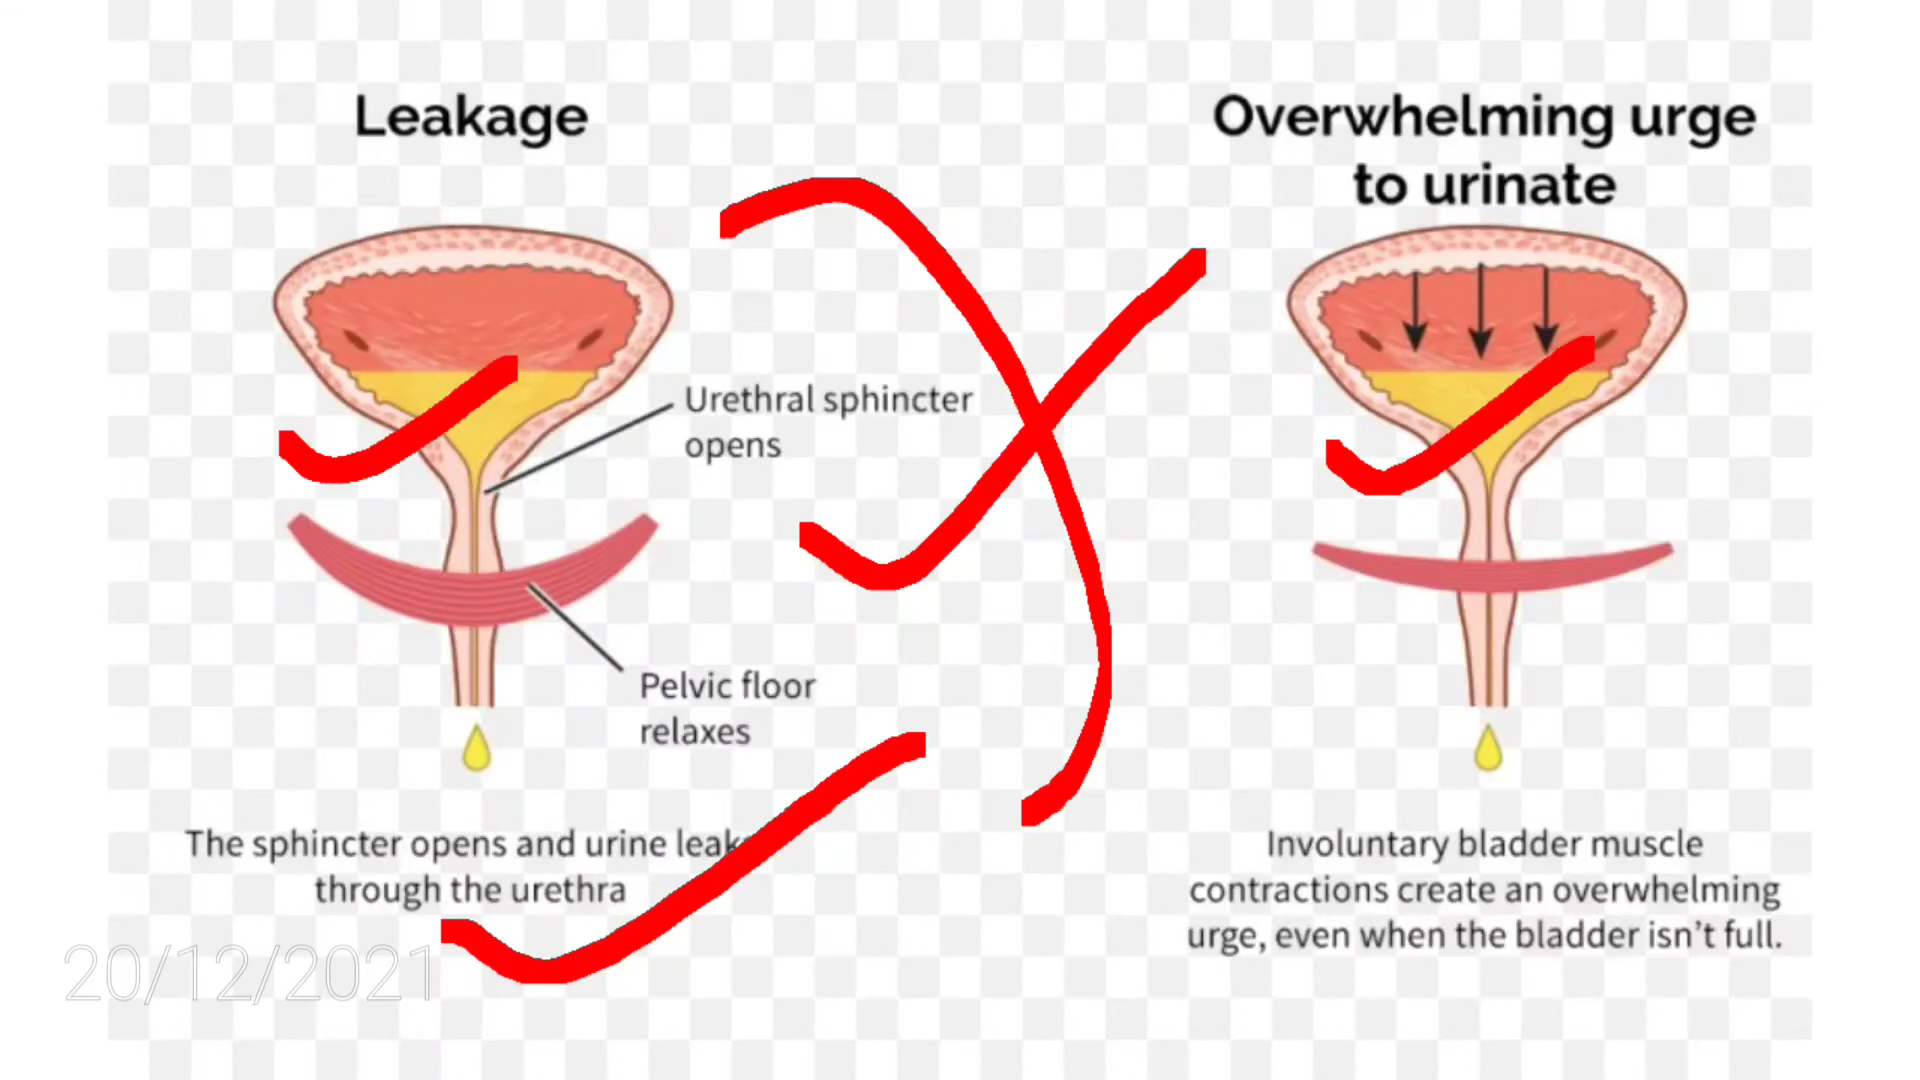 Leakage
Urethral sphincter
opens
Pelvic floor
relaxes
The sphincter opens and urine leaks
through the urethra
Overwhelming urge
to urinate
Involuntary bladder muscle
contractions create an overwhelming
urge, even when the bladder isn't full.
20/12/2021